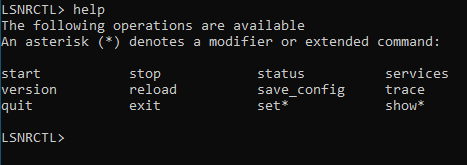 LSNRCTL> help
The following operations are available
An asterisk (*) denotes a modifier or extended command:
start stop status services
version reload save_config trace
quit exit set* show*
LSNRCTL>